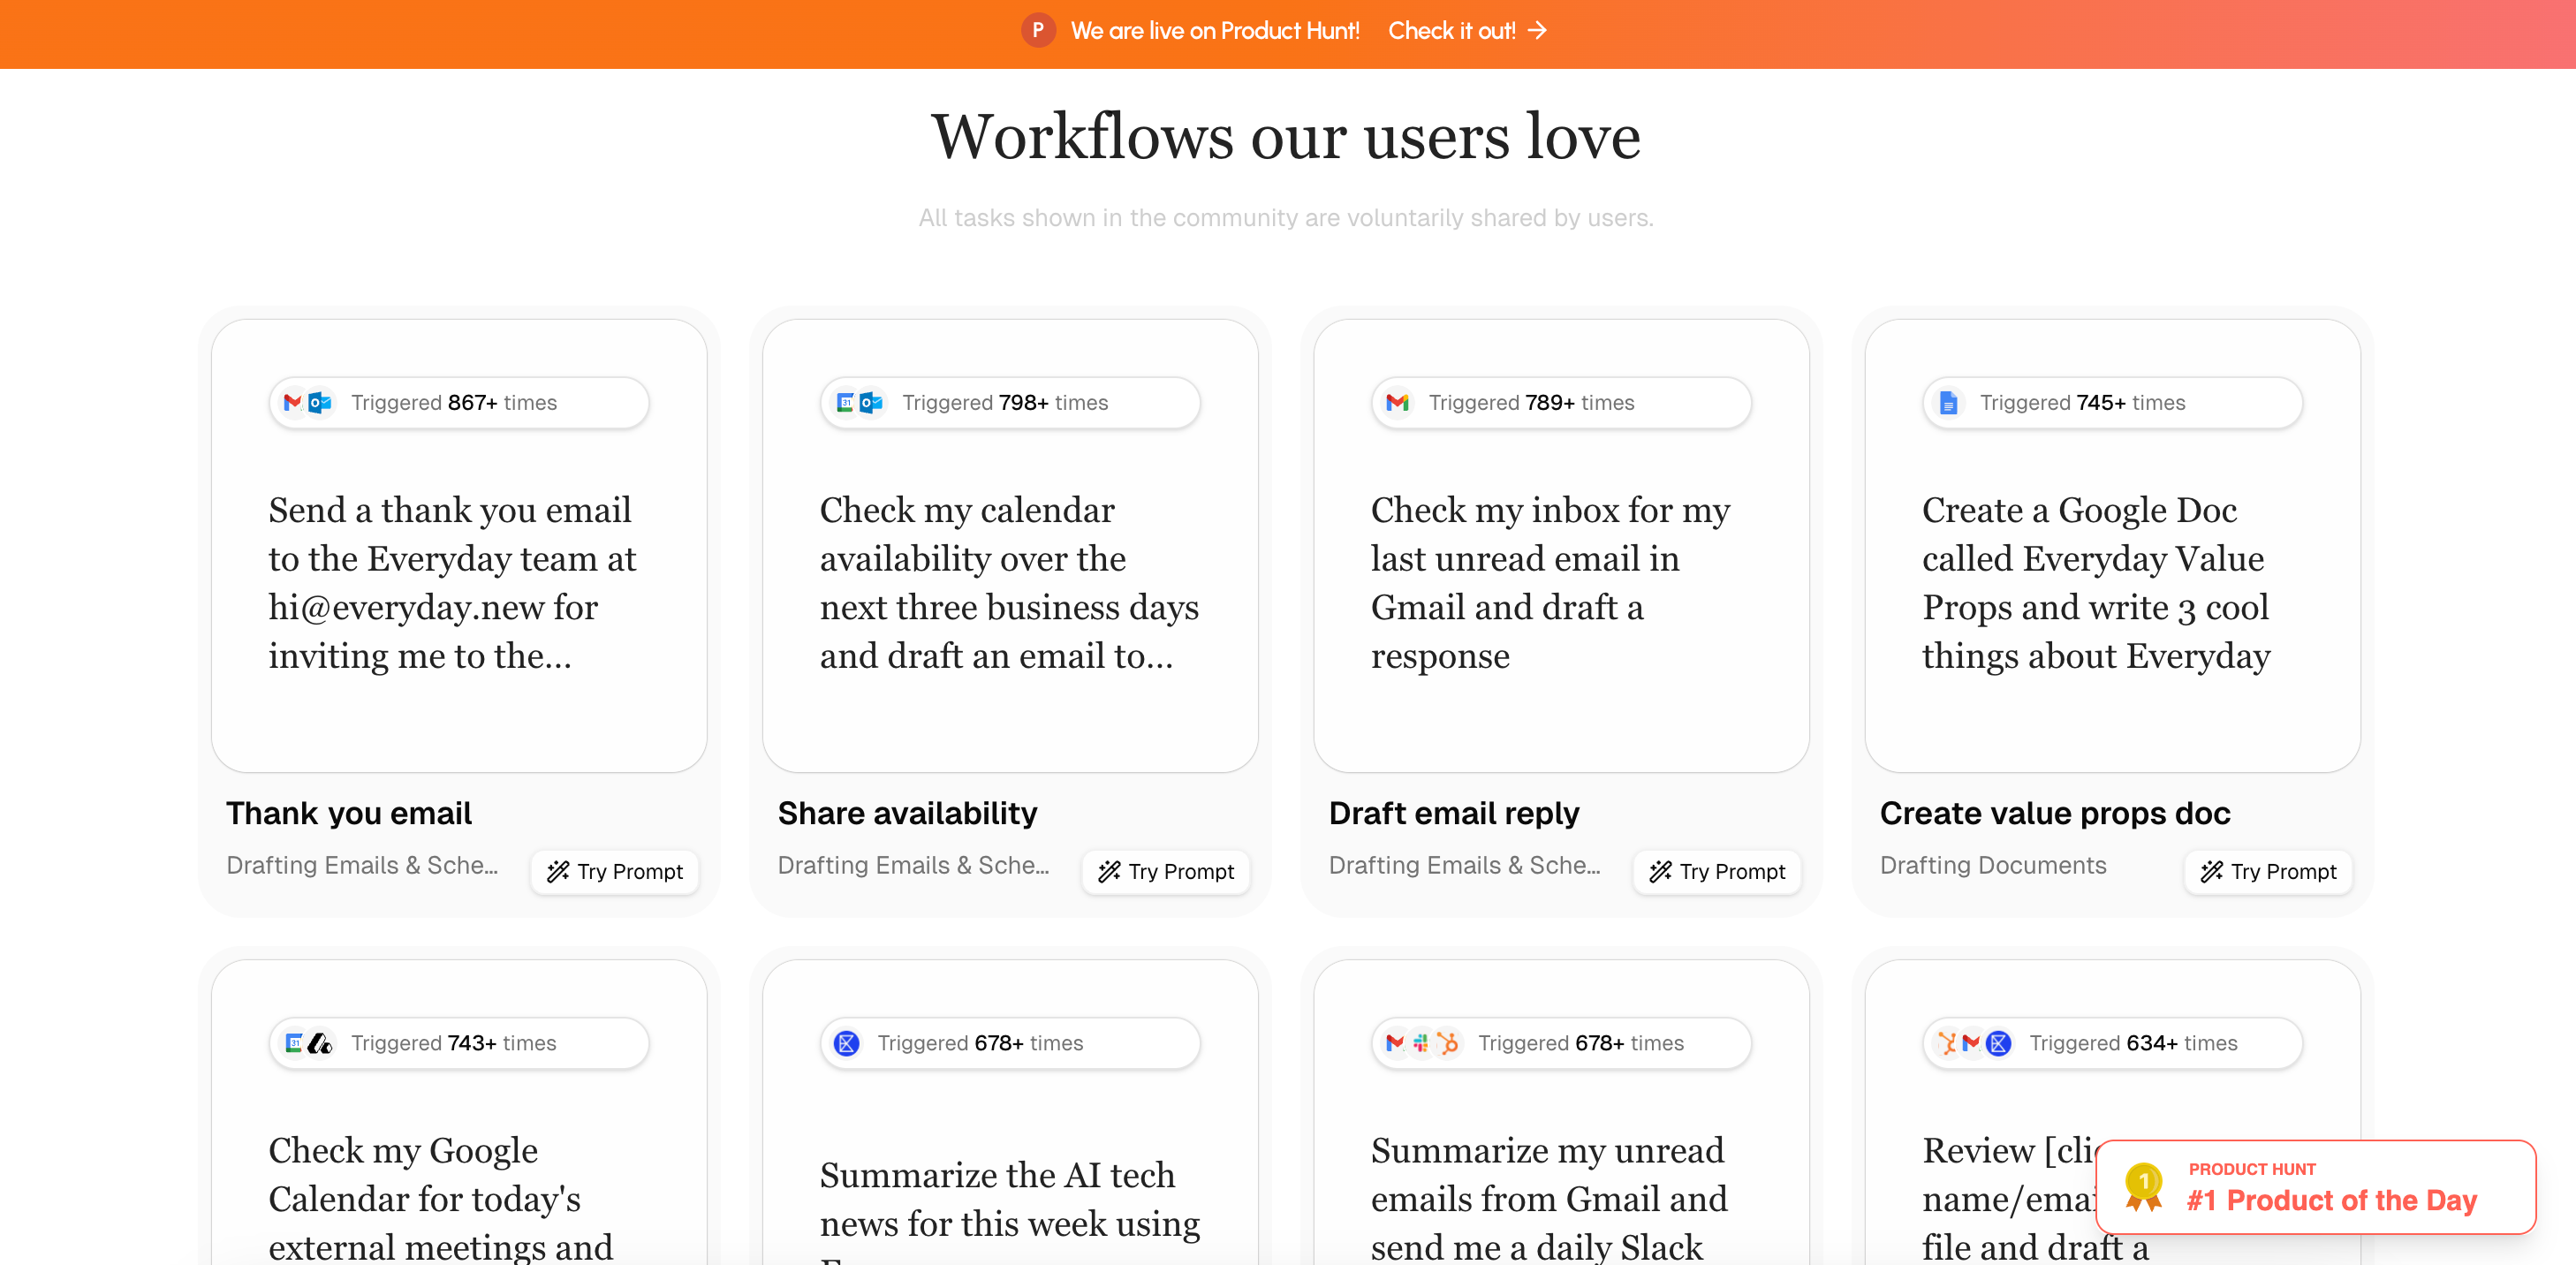 P We are live on Product Hunt! Check it out! →
Workflows our users love
All tasks shown in the community are voluntarily shared by users.
Triggered 867+ times
Send a thank you email
to the Everyday team at
hi@everyday.new for
inviting me to the...
Thank you email
Drafting Emails & Sche...
Try Prompt
31 Triggered 798+ times
Check my calendar
availability over the
next three business days
and draft an email to...
Share availability
Drafting Emails & Sche...
Try Prompt
Triggered 789+ times
Check my inbox for my
last unread email in
Gmail and draft a
response
Draft email reply
Drafting Emails & Sche...
Try Prompt
Triggered 745+ times
Create a Google Doc
called Everyday Value
Props and write 3 cool
things about Everyday
Create value props doc
Drafting Documents
Try Prompt
31 Triggered 743+ times
Check my Google
Calendar for today's
external meetings and
Triggered 678+ times
Summarize the AI tech
news for this week using
Triggered 678+ times
Summarize my unread
emails from Gmail and
send me a daily Slack
Triggered 634+ times
Review
file and draft a
1
PRODUCT HUNT
#1 Product of the Day